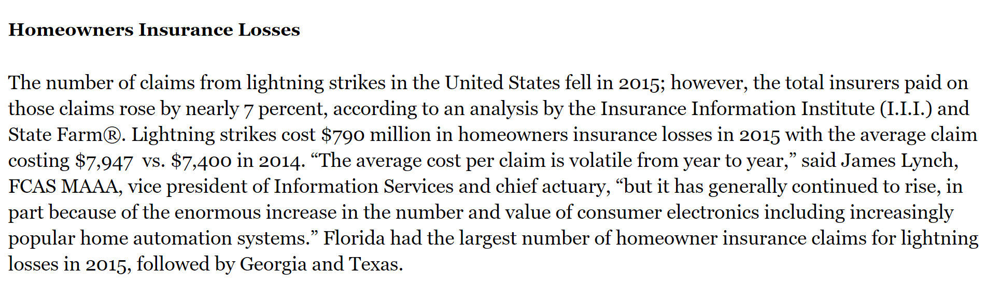 Homeowners Insurance Losses
The number of claims from lightning strikes in the United States fell in 2015; however, the total insurers paid on
those claims rose by nearly 7 percent, according to an analysis by the Insurance Information Institute (I.I.I.) and
State Farm®. Lightning strikes cost $790 million in homeowners insurance losses in 2015 with the average claim
costing $7,947  vs. $7,400 in 2014. “The average cost per claim is volatile from year to year,” said James Lynch,
FCAS MAAA, vice president of Information Services and chief actuary, “but it has generally continued to rise, in
part because of the enormous increase in the number and value of consumer electronics including increasingly
popular home automation systems.” Florida had the largest number of homeowner insurance claims for lightning
losses in 2015, followed by Georgia and Texas.